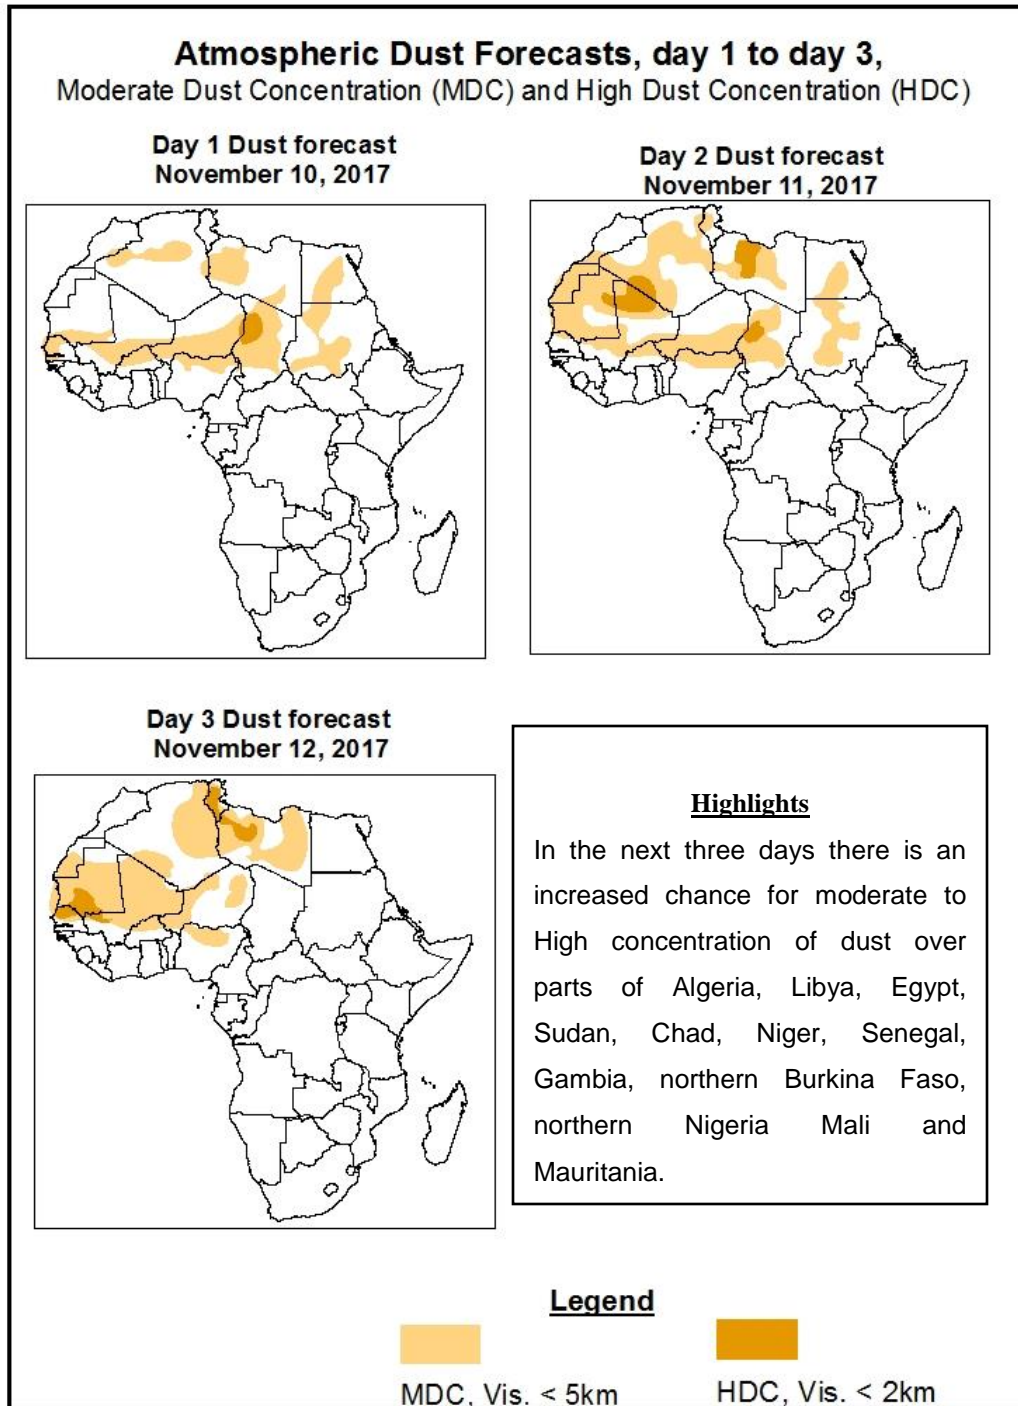 Atmospheric Dust Forecasts, day 1 to day 3,
Moderate Dust Concentration (MDC) and High Dust Concentration (HDC)
Day 1 Dust forecast
November 10, 2017
Day 2 Dust forecast
November 11, 2017
Day 3 Dust forecast
November 12, 2017
Highlights
In the next three days there is an
increased chance for moderate to
High concentration of dust over
parts of Algeria, Libya, Egypt,
Sudan, Chad, Niger, Senegal,
Gambia, northern Burkina Faso,
northern Nigeria Mali and
Mauritania.
Legend
MDC, Vis. < 5km
HDC, Vis. < 2km